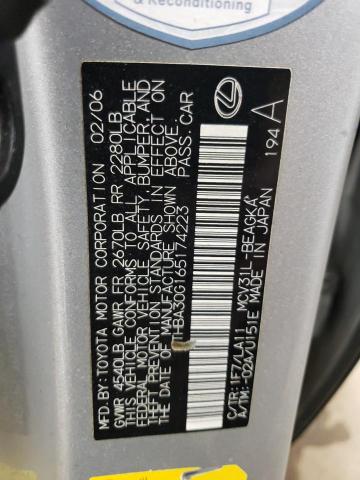 & Reconditioning
MFD. BY: TOYOTA MOTOR CORPORATION 02/06
GVWR 4540LB GAWR FR 2670LB RR 2280LB
THIS VEHICLE CONFORMS TO ALL APPLICABLE
FEDERAL MOTOR VEHICLE SAFETY, BUMPER, AND
THEFT PREVENTION STANDARDS IN EFFECT ON
THE DATE OF MANUFACTURE SHOWN ABOVE.
JTHBA30G165174223 PASS. CAR
C/TR: 1F7/LA11 MCV31L-BEAGKA
A/TM: -02A/U151E MADE IN JAPAN
194 A